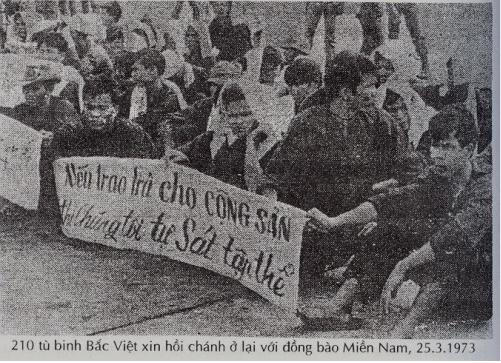 Nếu trao trả cho CỘNG SẢN
thì chúng tôi tự sát tập thể
210 tù binh Bắc Việt xin hồi chánh ở lại với đồng bào Miền Nam, 25.3.1973